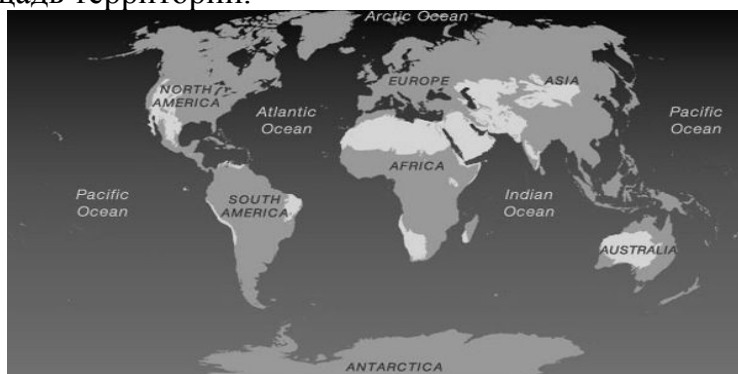 щадь территории.
Arctic Ocean
NORTH
AMERICA
EUROPE
ASIA
Atlantic
Ocean
Pacific
Ocean
AFRICA
Pacific
Ocean
SOUTH
AMERICA
Indian
Ocean
AUSTRALIA
ANTARCTICA